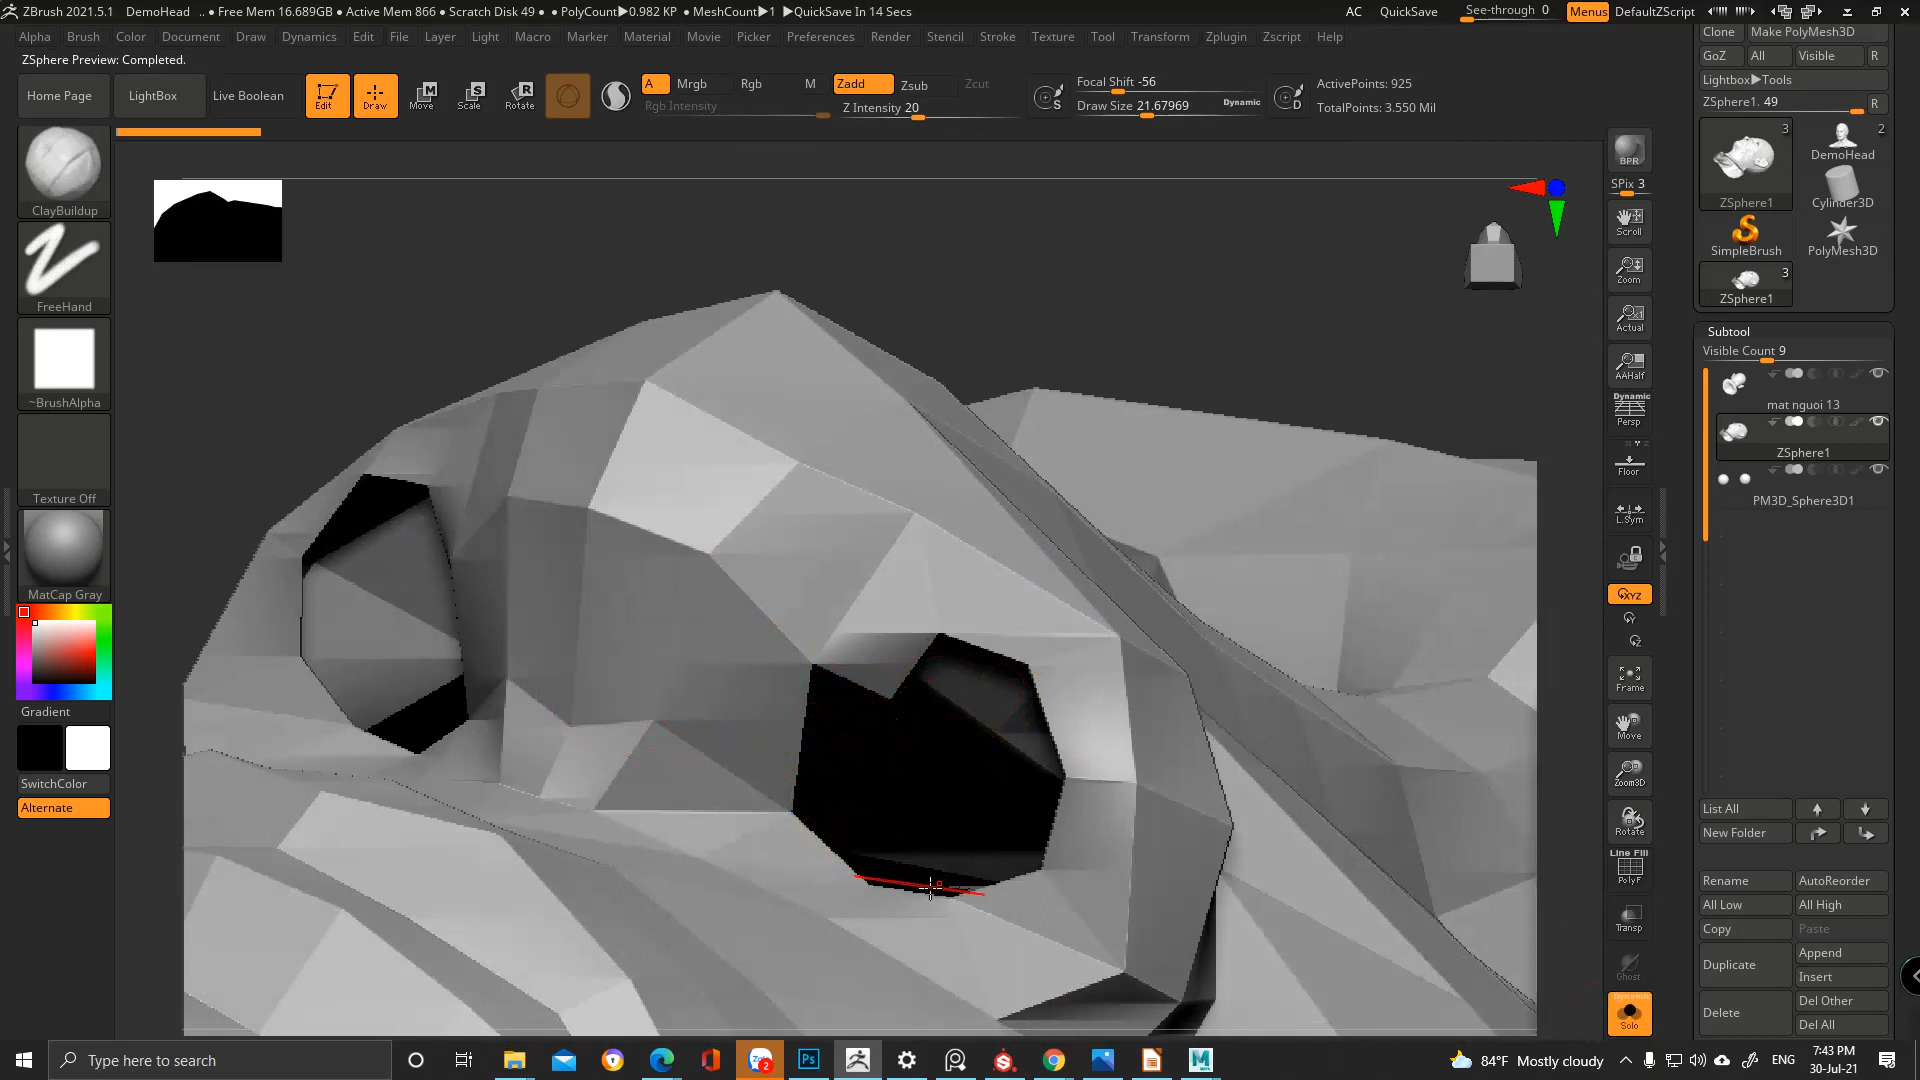 ZBrush 2021.5.1 DemoHead .. • Free Mem 16.689GB • Active Mem 866 • Scratch Disk 49 • • PolyCount▶0.982 KP • MeshCount▶1 ▶QuickSave In 14 Secs AC QuickSave See-through 0 Menus DefaultZScript
Alpha Brush Color Document Draw Dynamics Edit File Layer Light Macro Marker Material Movie Picker Preferences Render Stencil Stroke Texture Tool Transform Zplugin Zscript Help
ZSphere Preview: Completed.
Home Page LightBox Live Boolean Edit Draw Move Scale Rotate
A Mrgb Rgb M Zadd Zsub Zcut
Rgb Intensity Z Intensity 20
Focal Shift -56
Draw Size 21.67969 Dynamic
ActivePoints: 925
TotalPoints: 3.550 Mil
ClayBuildup
FreeHand
~BrushAlpha
Texture Off
MatCap Gray
Gradient
SwitchColor
Alternate
BPR
SPix 3
Scroll
Zoom
Actual
AAHalf
Dynamic
Persp
Floor
L.Sym
XYZ
Frame
Move
Zoom3D
Rotate
Line Fill
PolyF
Transp
Ghost
Dynamic
Solo
Clone Make PolyMesh3D
GoZ All Visible R
Lightbox▶Tools
ZSphere1. 49 R
3 2
DemoHead
ZSphere1 Cylinder3D
SimpleBrush PolyMesh3D
3
ZSphere1
Subtool
Visible Count 9
mat nguoi 13
ZSphere1
PM3D_Sphere3D1
List All
New Folder
Rename AutoReorder
All Low All High
Copy Paste
Duplicate Append
Insert
Delete Del Other
Del All
Type here to search
2
Ps
84°F Mostly cloudy
ENG
7:43 PM
30-Jul-21